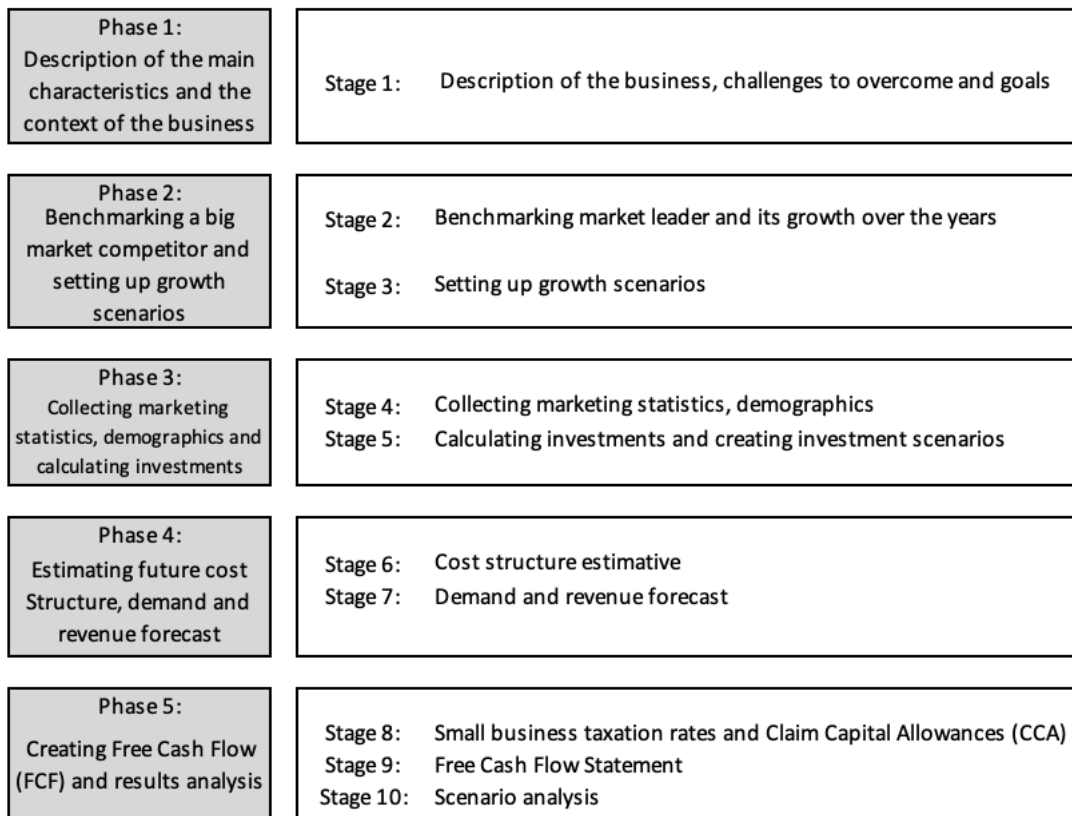 Phase 1:
Description of the main
characteristics and the
context of the business
Stage 1: Description of the business, challenges to overcome and goals
Phase 2:
Benchmarking a big
market competitor and
setting up growth
scenarios
Stage 2: Benchmarking market leader and its growth over the years
Stage 3: Setting up growth scenarios
Phase 3:
Collecting marketing
statistics, demographics and
calculating investments
Stage 4: Collecting marketing statistics, demographics
Stage 5: Calculating investments and creating investment scenarios
Phase 4:
Estimating future cost
Structure, demand and
revenue forecast
Stage 6: Cost structure estimative
Stage 7: Demand and revenue forecast
Phase 5:
Creating Free Cash Flow
(FCF) and results analysis
Stage 8: Small business taxation rates and Claim Capital Allowances (CCA)
Stage 9: Free Cash Flow Statement
Stage 10: Scenario analysis